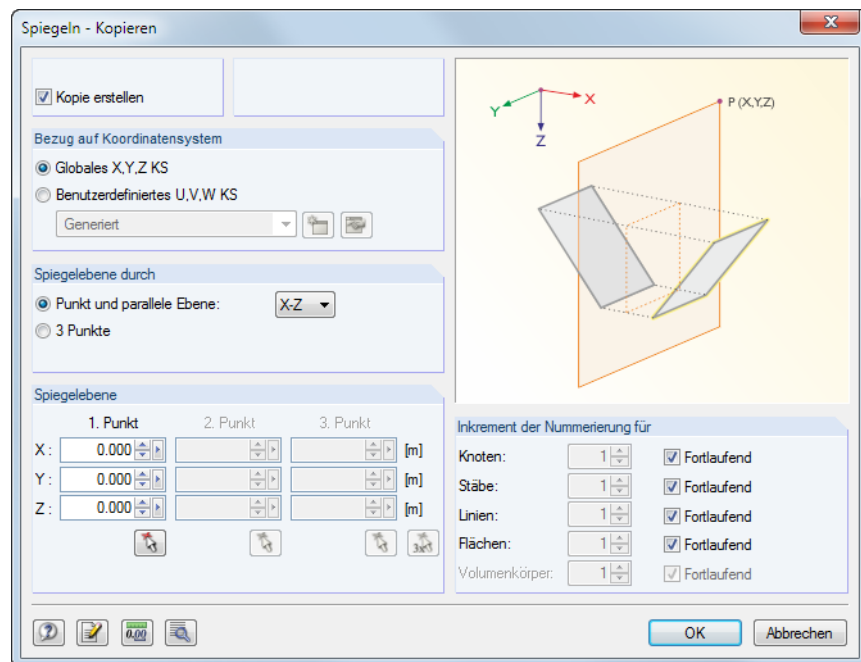 Spiegeln - Kopieren
Kopie erstellen
Bezug auf Koordinatensystem
Globales X,Y,Z KS
Benutzerdefiniertes U,V,W KS
Generiert
Spiegelebene durch
Punkt und parallele Ebene: X-Z
3 Punkte
Spiegelebene
1. Punkt 2. Punkt 3. Punkt
X : 0.000 [m]
Y : 0.000 [m]
Z : 0.000 [m]
3x
Y X P (X,Y,Z)
Z
Inkrement der Nummerierung für
Knoten: 1 Fortlaufend
Stäbe: 1 Fortlaufend
Linien: 1 Fortlaufend
Flächen: 1 Fortlaufend
Volumenkörper: 1 Fortlaufend
0.00
OK Abbrechen